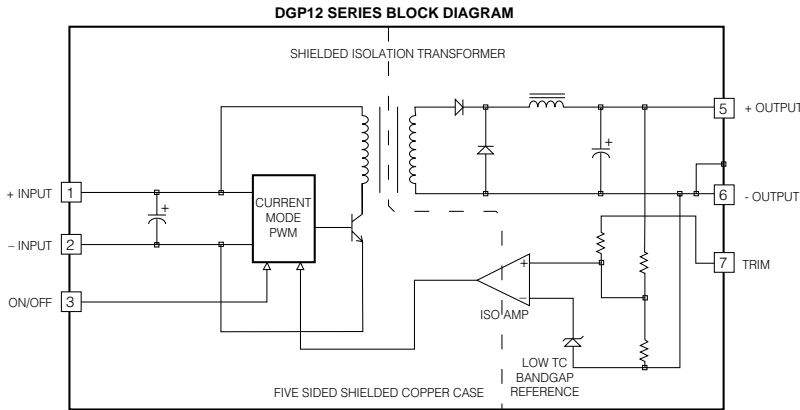 DGP12 SERIES BLOCK DIAGRAM
SHIELDED ISOLATION TRANSFORMER
5 + OUTPUT
+ INPUT 1
+
CURRENT
MODE
PWM
+
6 - OUTPUT
– INPUT 2
7 TRIM
ON/OFF 3
+
–
ISO AMP
LOW TC
BANDGAP
REFERENCE
FIVE SIDED SHIELDED COPPER CASE